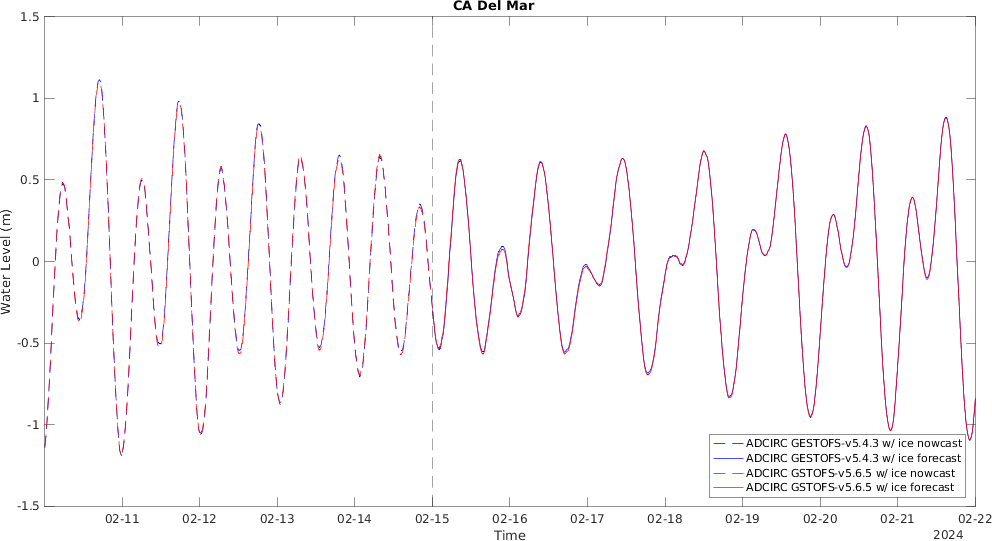 CA Del Mar
1.5
1
0.5
0
-0.5
-1
-1.5
Water Level (m)
02-11
02-12
02-13
02-14
02-15
02-16
02-17
02-18
02-19
02-20
02-21
02-22
Time
2024
ADCIRC GESTOFS-v5.4.3 w/ ice nowcast
ADCIRC GESTOFS-v5.4.3 w/ ice forecast
ADCIRC GSTOFS-v5.6.5 w/ ice nowcast
ADCIRC GSTOFS-v5.6.5 w/ ice forecast